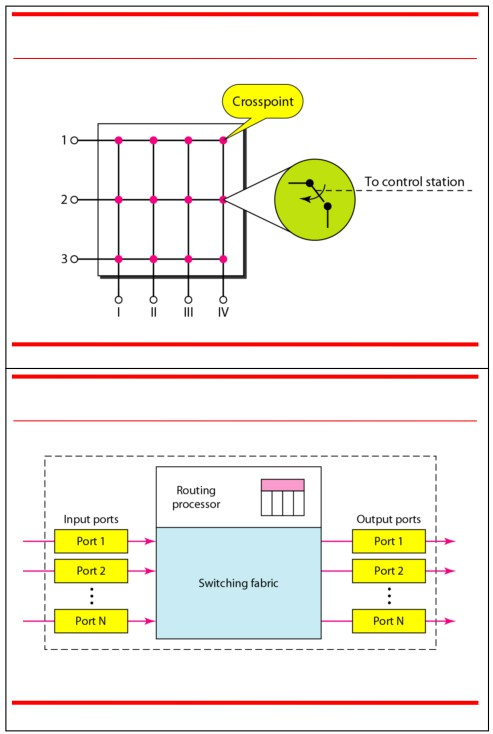 Crosspoint
1
2
To control station
3
I II III IV
Routing
processor
Input ports
Output ports
Port 1
Port 1
Port 2
Switching fabric
Port 2
Port N
Port N